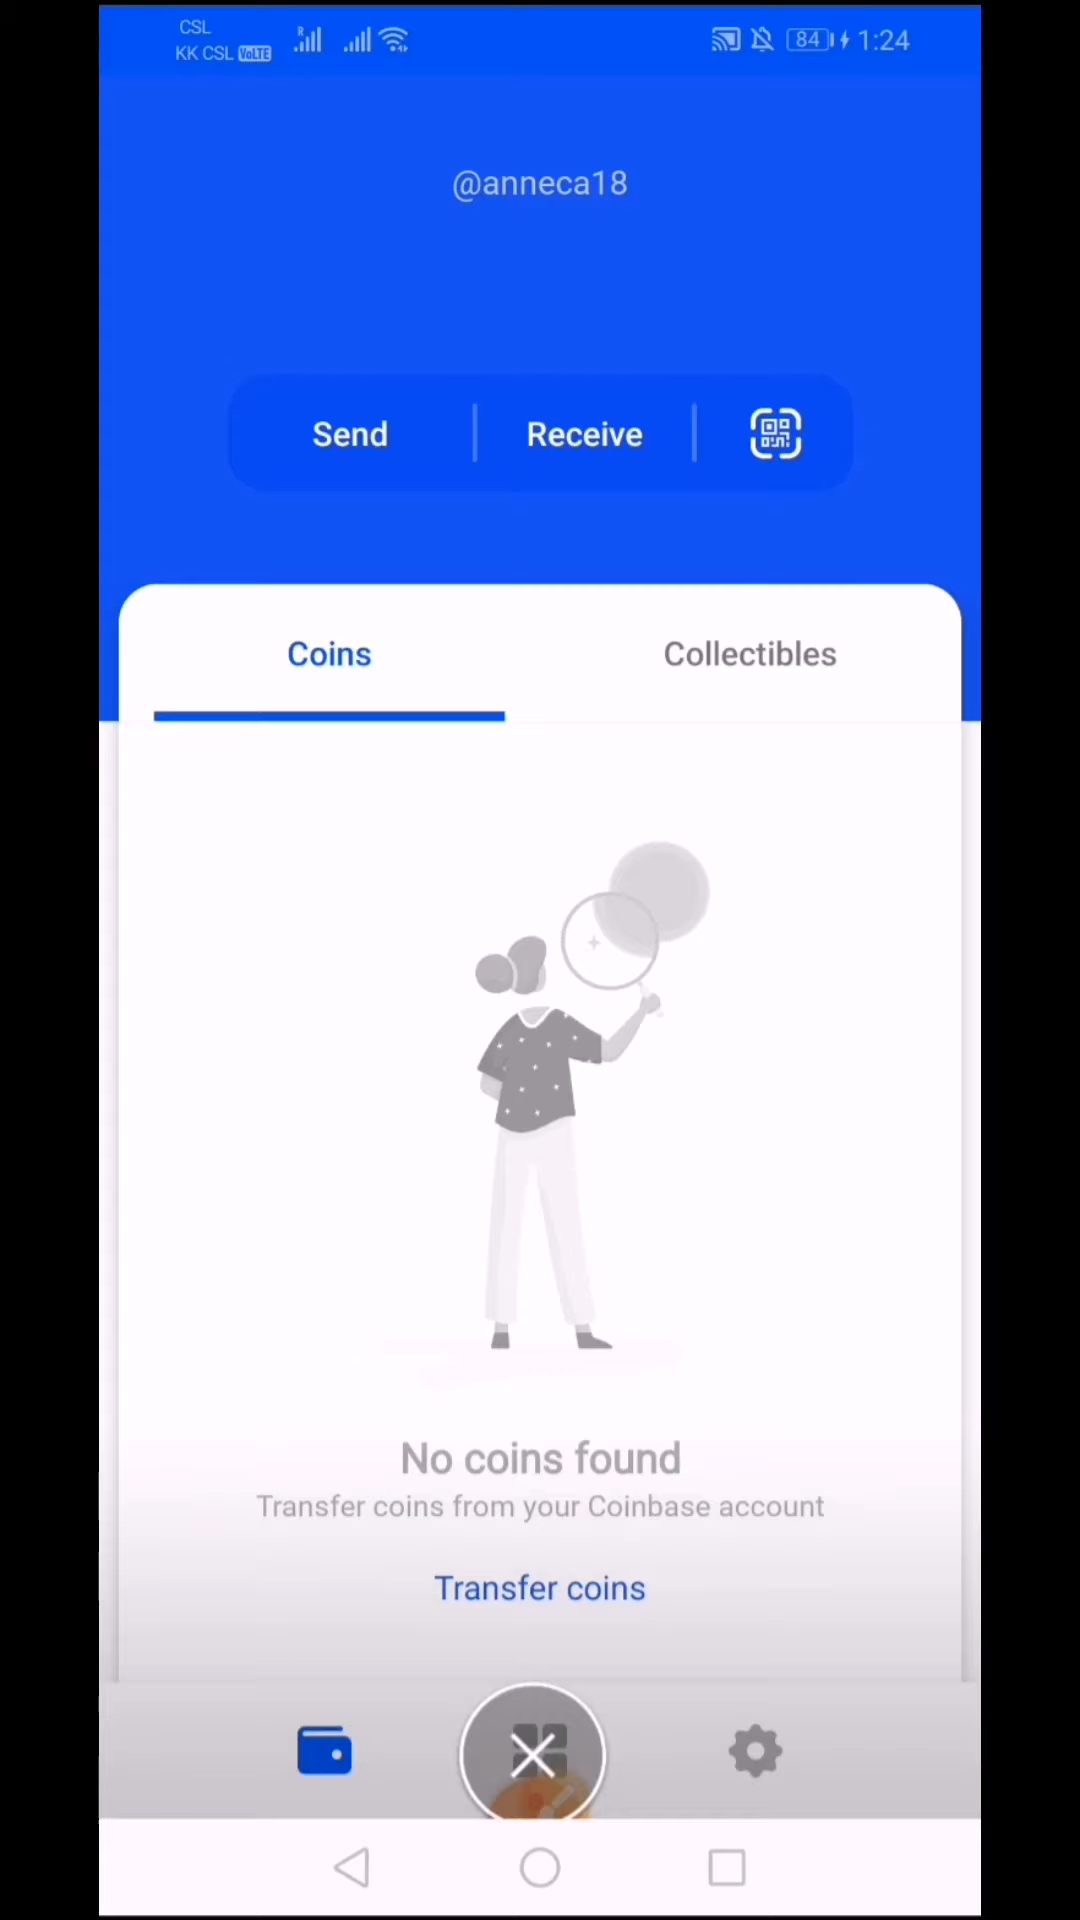 CSL
KK CSL VoLTE
R
84
1:24
@anneca18
Send
Receive
Coins
Collectibles
No coins found
Transfer coins from your Coinbase account
Transfer coins